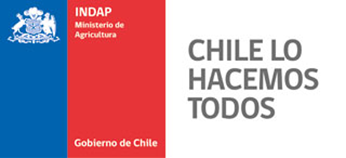 INDAP
Ministerio de
Agricultura
Gobierno de Chile
CHILE LO
HACEMOS
TODOS